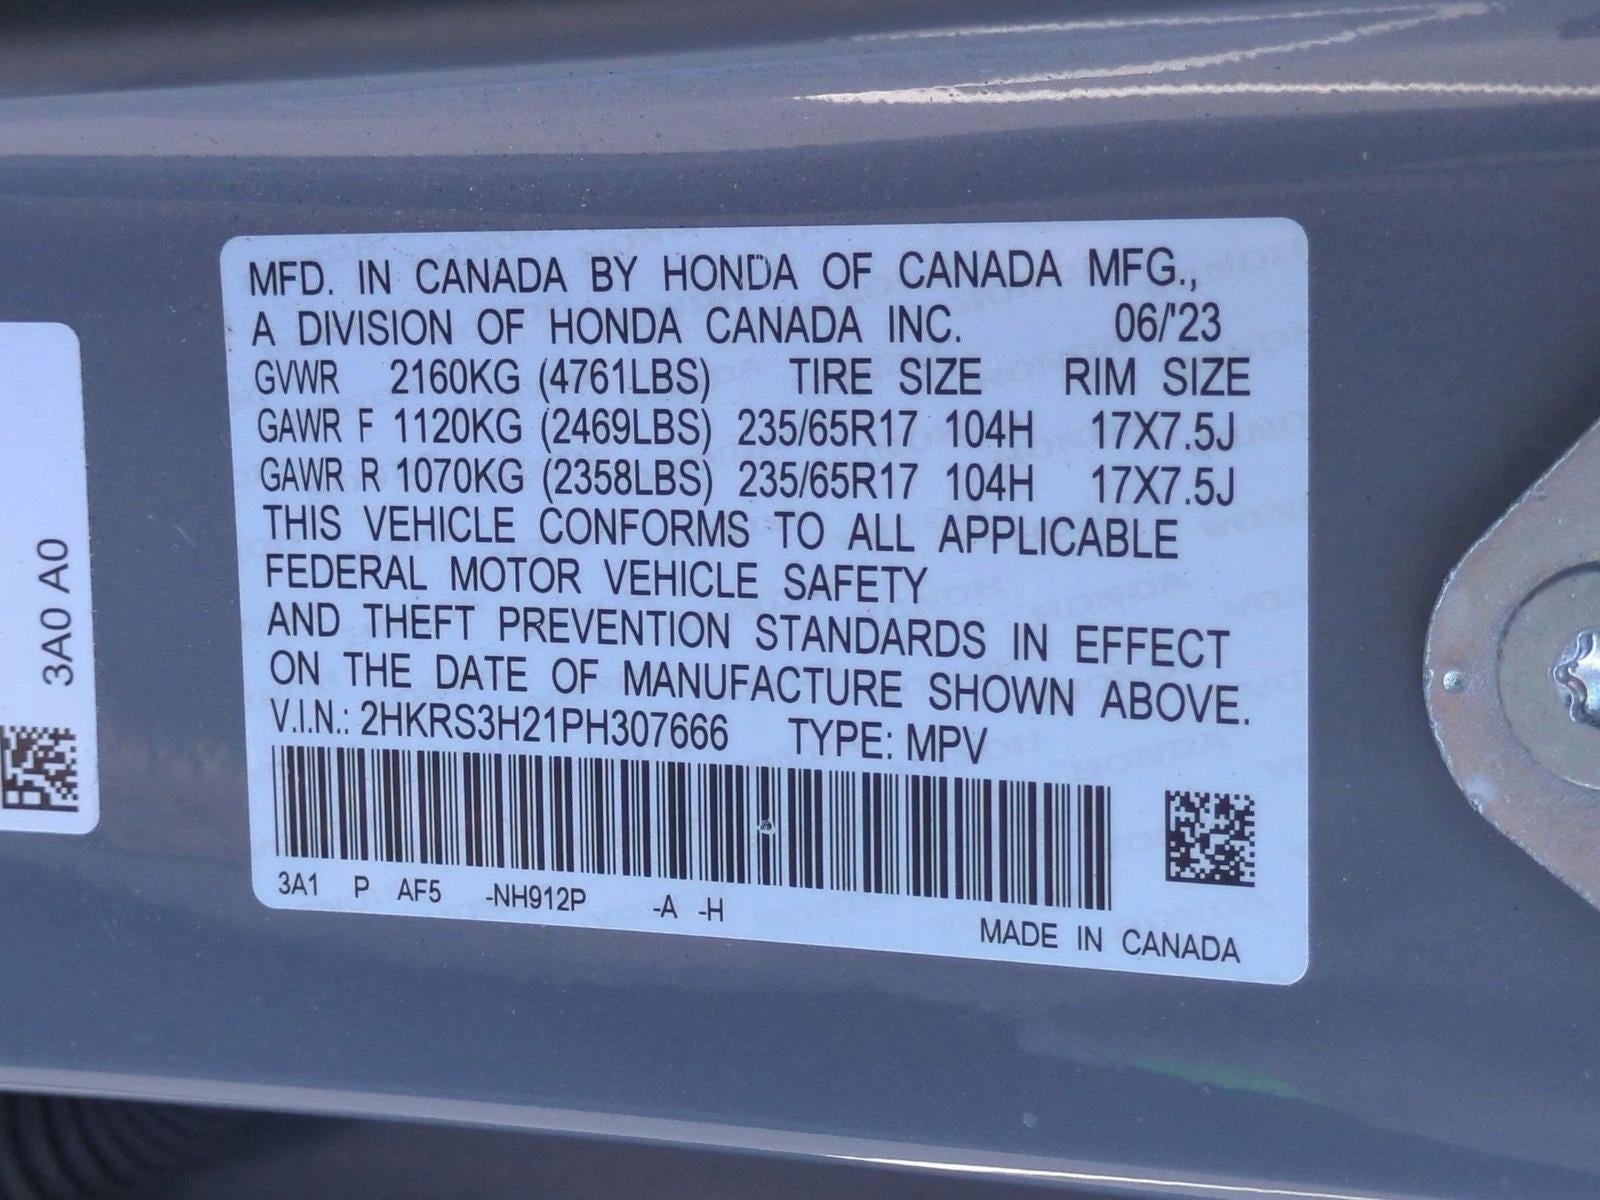 MFD. IN CANADA BY HONDA OF CANADA MFG.,
A DIVISION OF HONDA CANADA INC. 06/'23
GVWR 2160KG (4761LBS) TIRE SIZE RIM SIZE
GAWR F 1120KG (2469LBS) 235/65R17 104H 17X7.5J
GAWR R 1070KG (2358LBS) 235/65R17 104H 17X7.5J
THIS VEHICLE CONFORMS TO ALL APPLICABLE
FEDERAL MOTOR VEHICLE SAFETY
AND THEFT PREVENTION STANDARDS IN EFFECT
ON THE DATE OF MANUFACTURE SHOWN ABOVE.
V.I.N.: 2HKRS3H21PH307666 TYPE: MPV
3A1 P AF5 -NH912P -A -H
MADE IN CANADA
3A0 A0